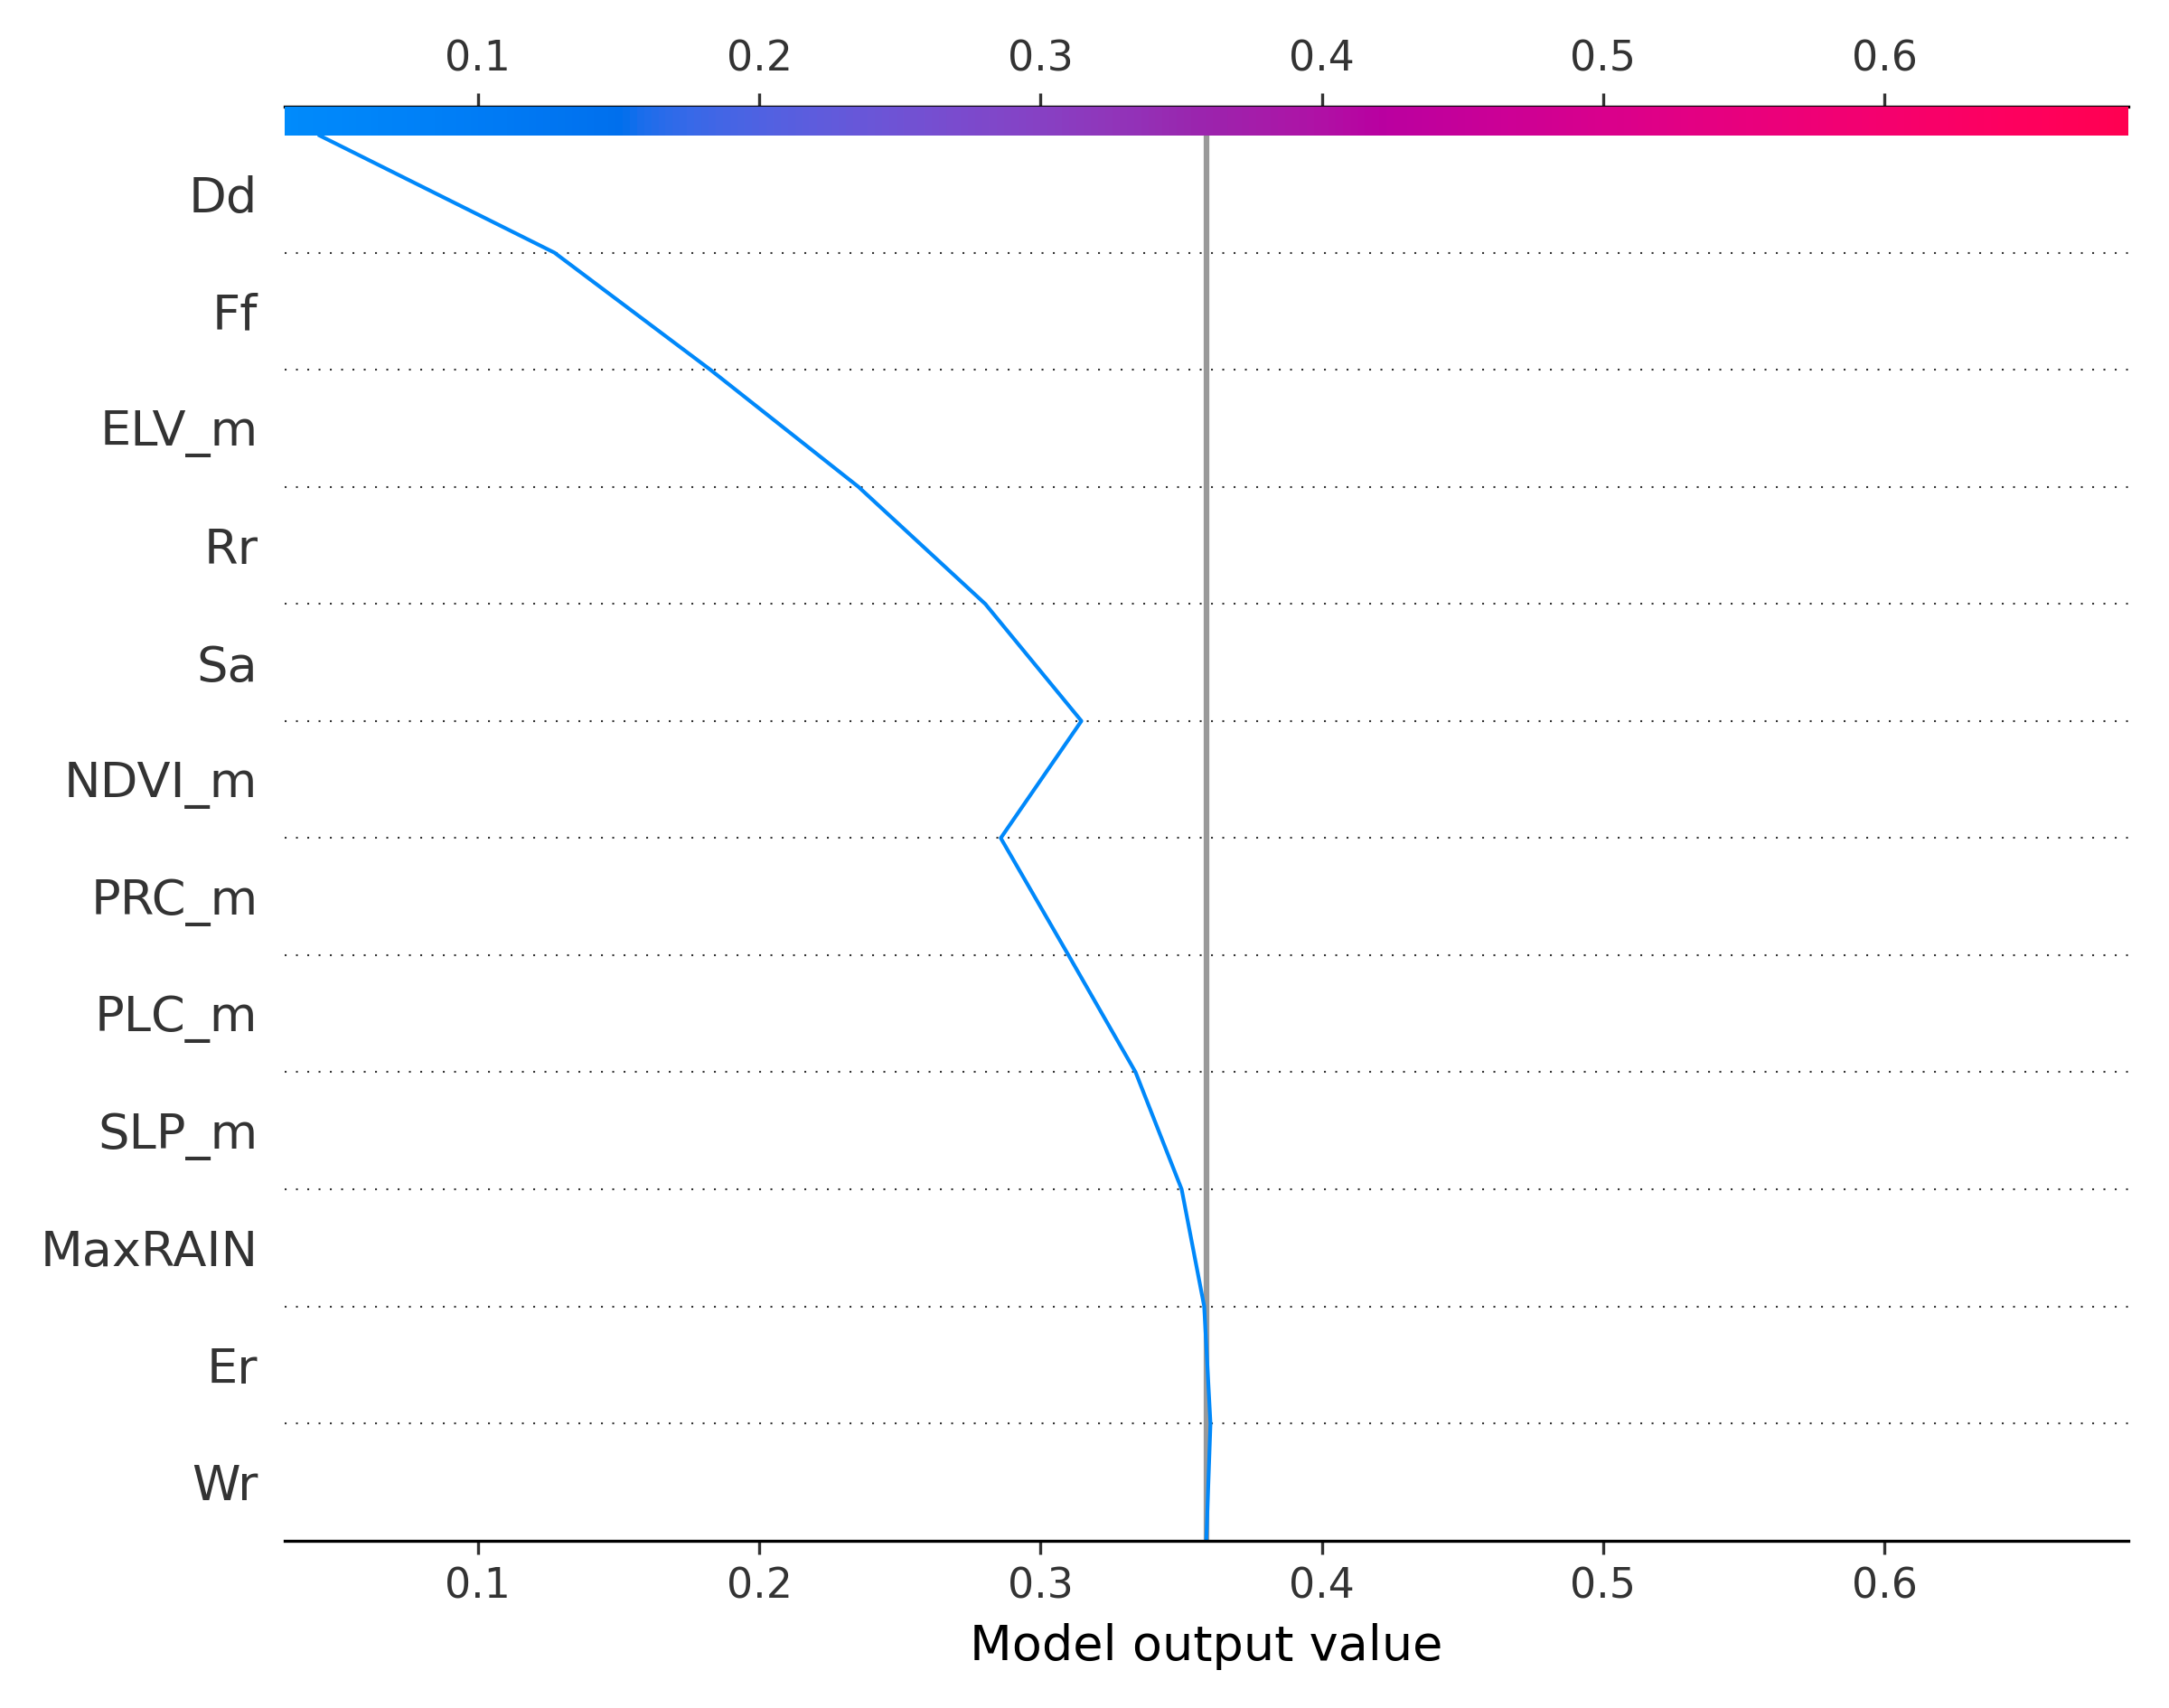 0.1 0.2 0.3 0.4 0.5 0.6
Dd
Ff
ELV_m
Rr
Sa
NDVI_m
PRC_m
PLC_m
SLP_m
MaxRAIN
Er
Wr
0.1 0.2 0.3 0.4 0.5 0.6
Model output value